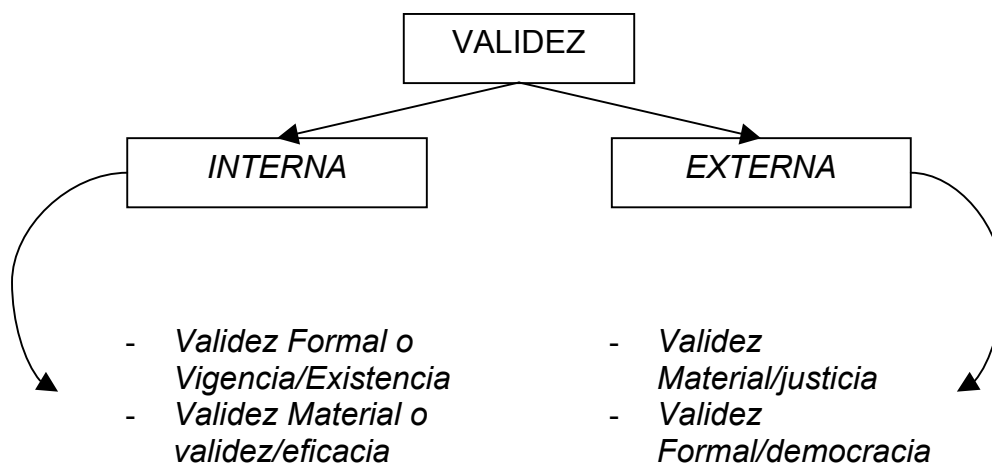 VALIDEZ
INTERNA
EXTERNA
- Validez Formal o
Vigencia/Existencia
- Validez Material o
validez/eficacia
- Validez
Material/justicia
- Validez
Formal/democracia